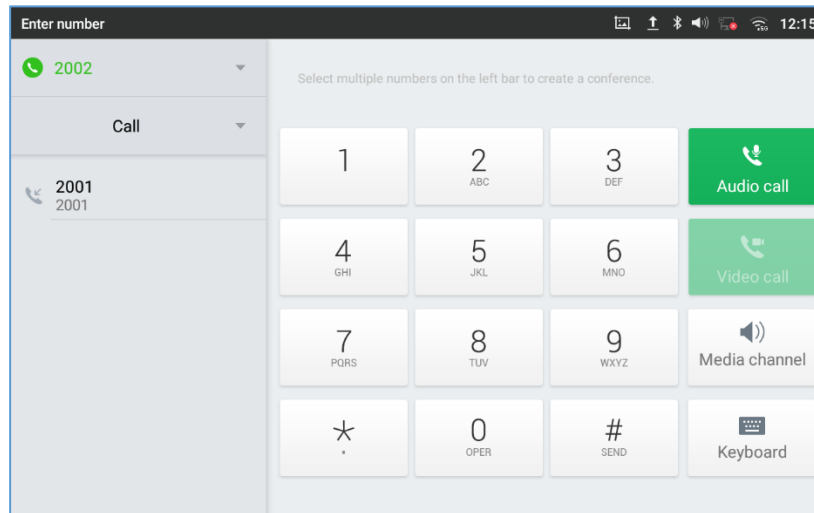 Enter number
5G
12:15
2002
Call
2001
2001
Select multiple numbers on the left bar to create a conference.
1
2
ABC
3
DEF
Audio call
4
GHI
5
JKL
6
MNO
Video call
7
PQRS
8
TUV
9
WXYZ
Media channel
*
.
0
OPER
#
SEND
Keyboard